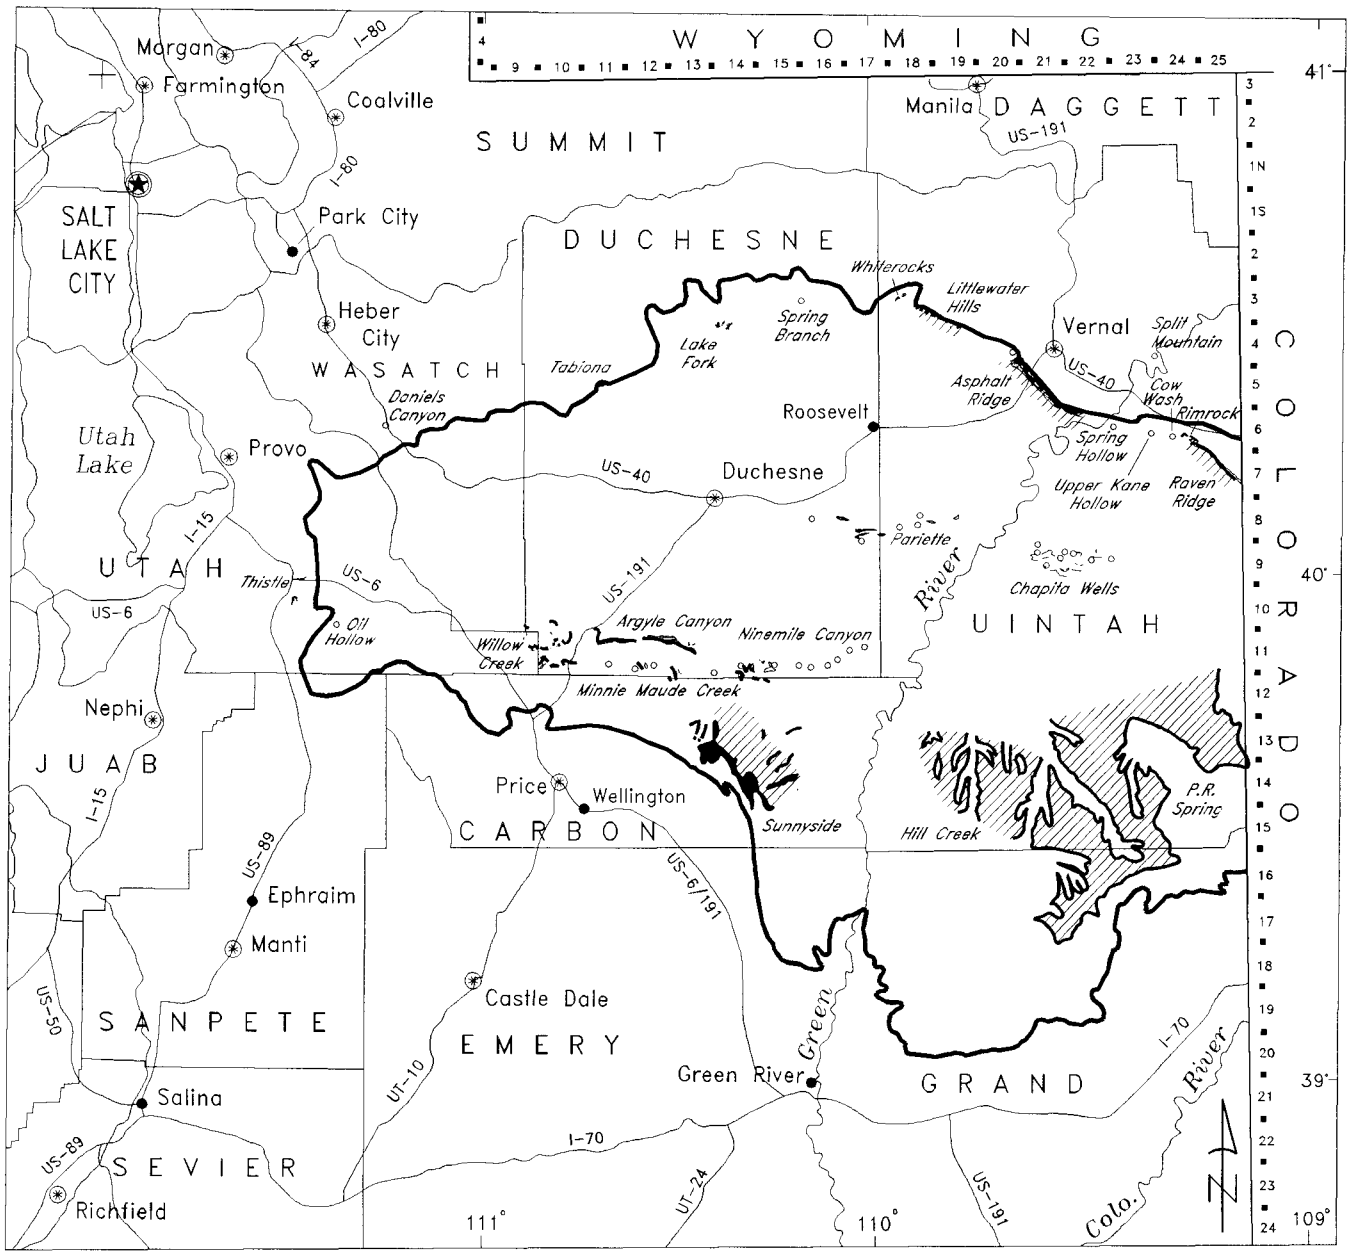 WYOMING
4 9 10 11 12 13 14 15 16 17 18 19 20 21 22 23 24 25
41°
Morgan
I-84
I-80
Farmington
Coalville
SUMMIT
Manila
DAGGETT
US-191
I-80
3
2
1N
1S
2
3
4
5
6
7
8
9
10
11
12
13
14
15
16
17
18
19
20
21
22
23
24
COLORADO
SALT
LAKE
CITY
Park City
DUCHESNE
Whiterocks
Littlewater
Hills
Heber
City
Spring
Branch
Lake
Fork
Vernal
Split
Mountain
WASATCH
Tabiona
US-40
Asphalt
Ridge
Cow
Wash
Daniels
Canyon
Roosevelt
Rimrock
Utah
Lake
Provo
Spring
Hollow
US-40
Duchesne
Upper Kane
Hollow
Raven
Ridge
I-15
Pariette
UTAH
US-6
Thistle
US-6
US-191
River
Chapita Wells
40°
Oil
Hollow
Argyle Canyon
Ninemile Canyon
UINTAH
Willow
Creek
Minnie Maude Creek
Nephi
JUAB
I-15
Price
Wellington
P.R.
Spring
CARBON
Sunnyside
Hill Creek
US-89
US-6/191
Ephraim
Manti
Castle Dale
US-50
SANPETE
EMERY
Green
I-70
River
UT-10
Green River
GRAND
39°
Salina
US-89
SEVIER
I-70
UT-24
US-191
Colo.
N
Richfield
111°
110°
109°